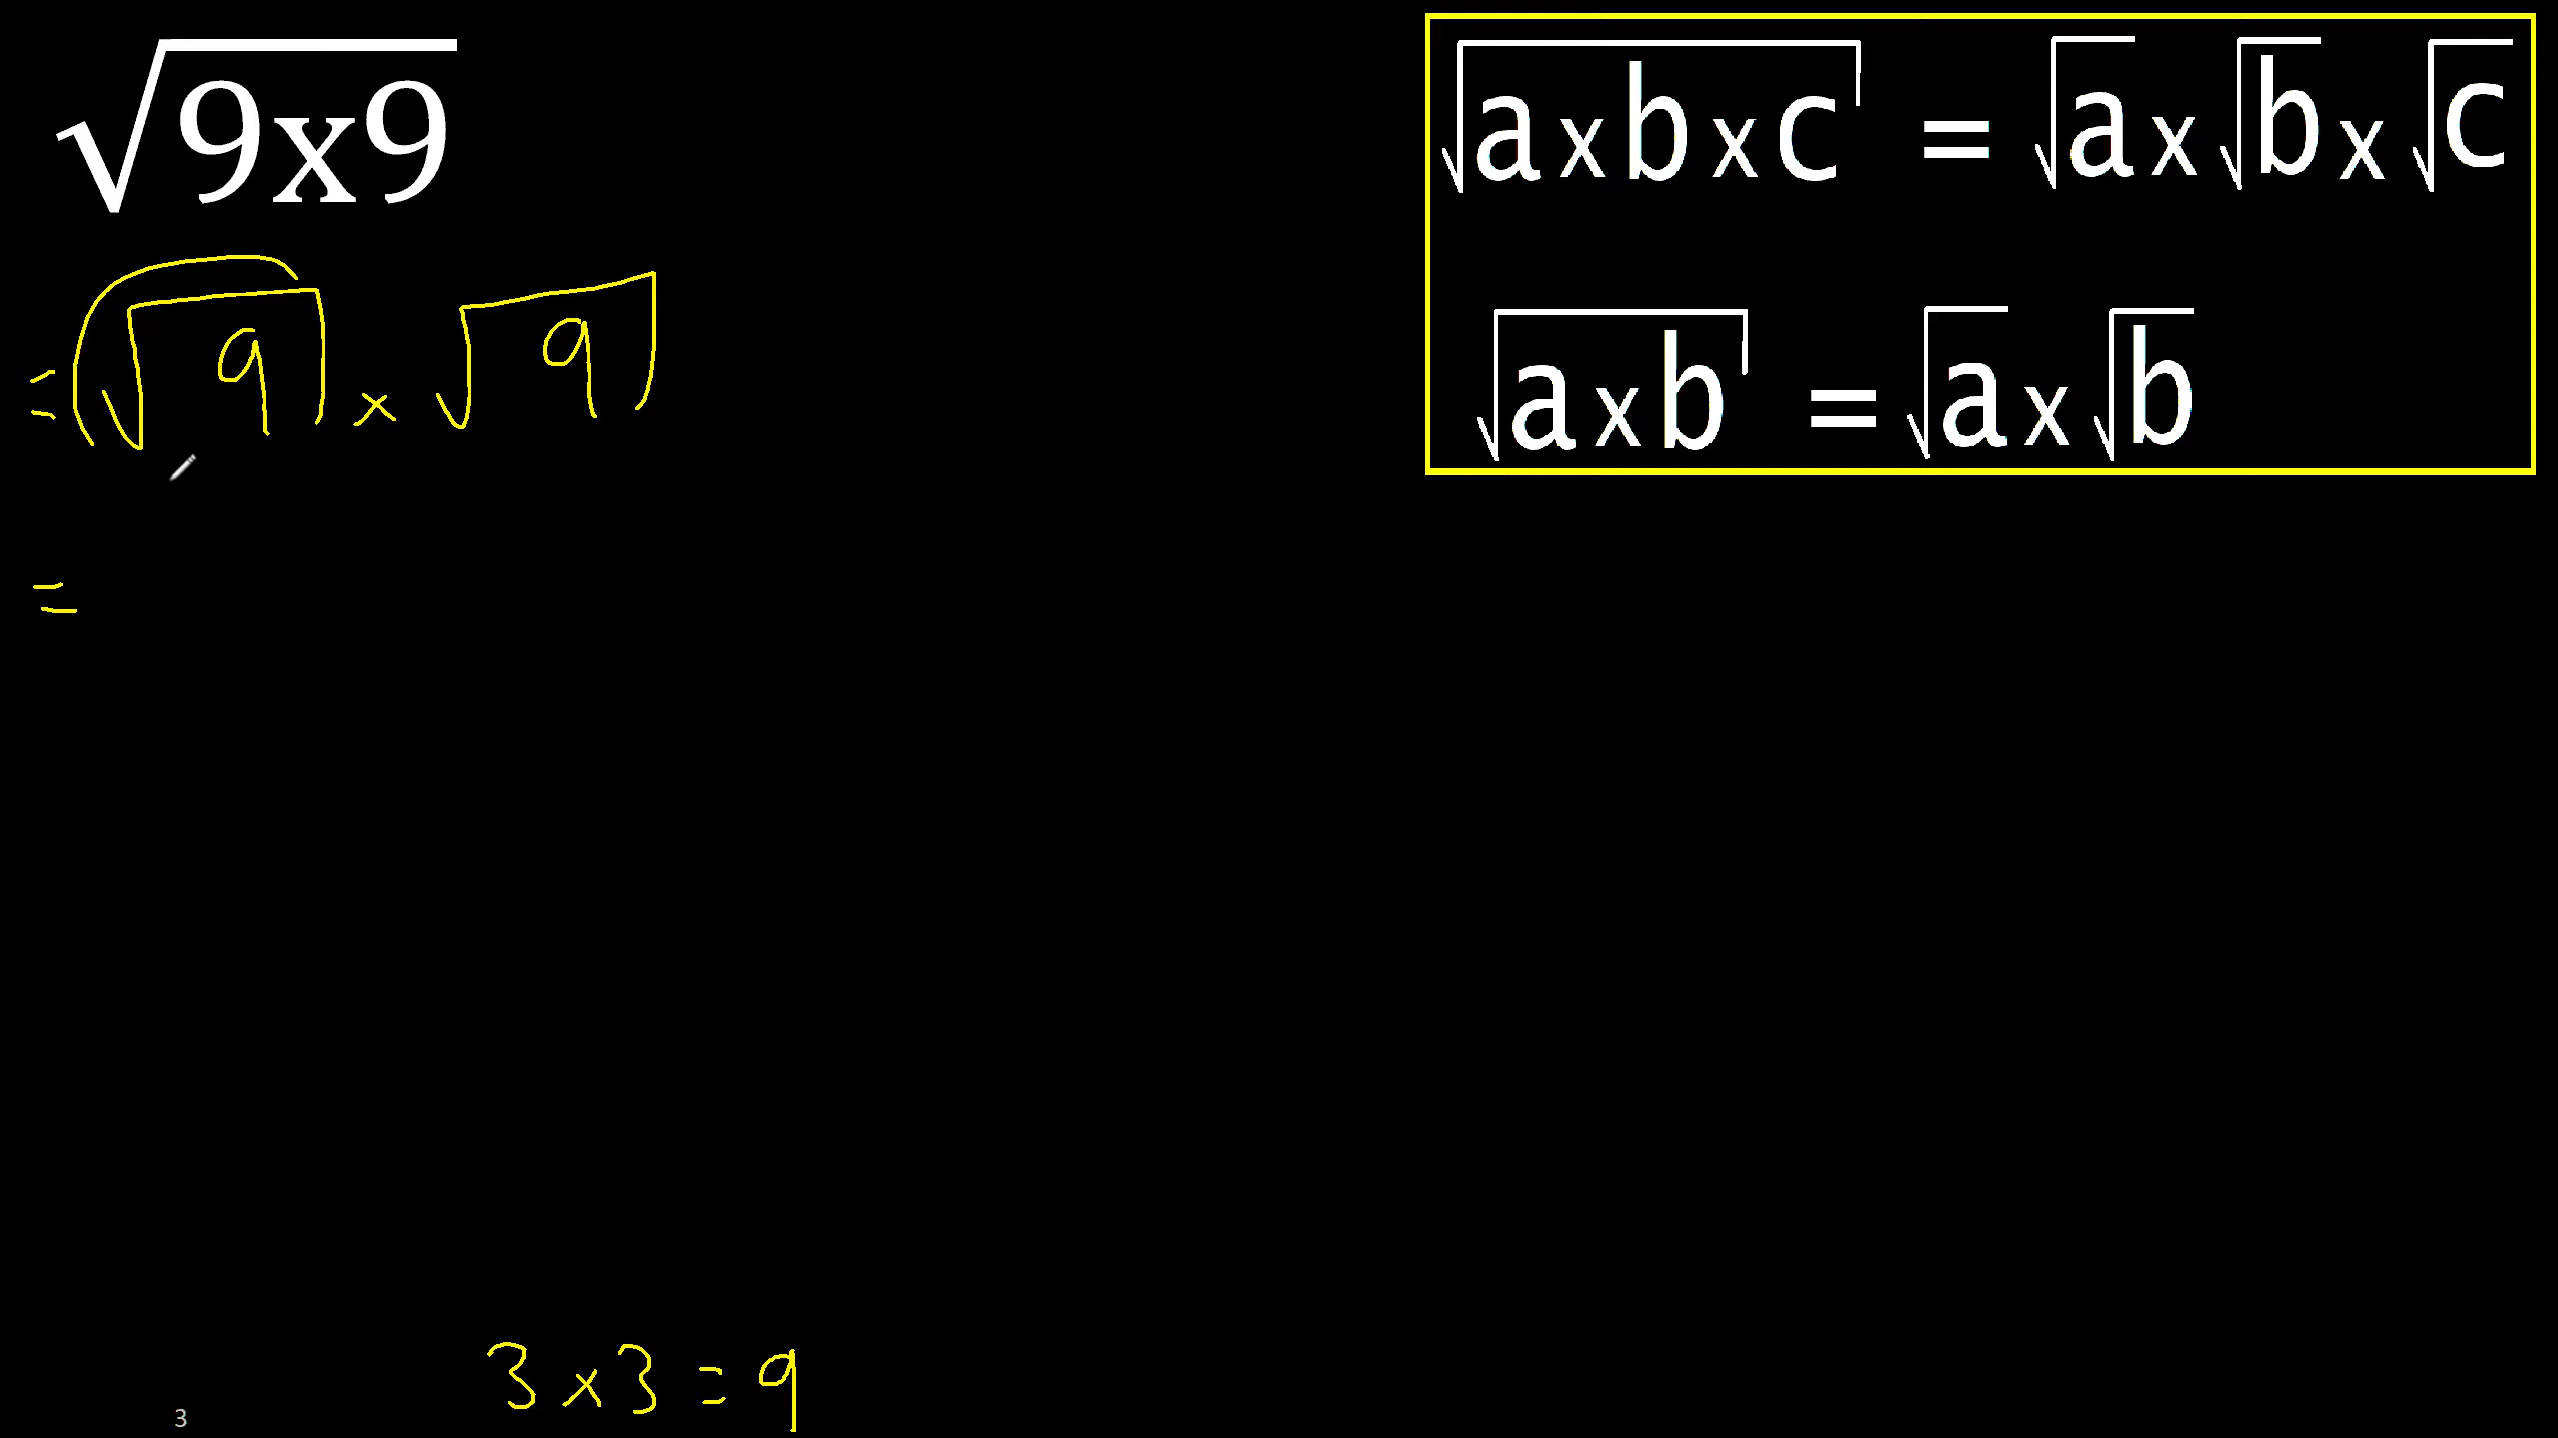 √9x9
= √9 x √9
=
3 x 3 = 9
3
√axbxc = √a x √b x √c
√axb = √a x √b